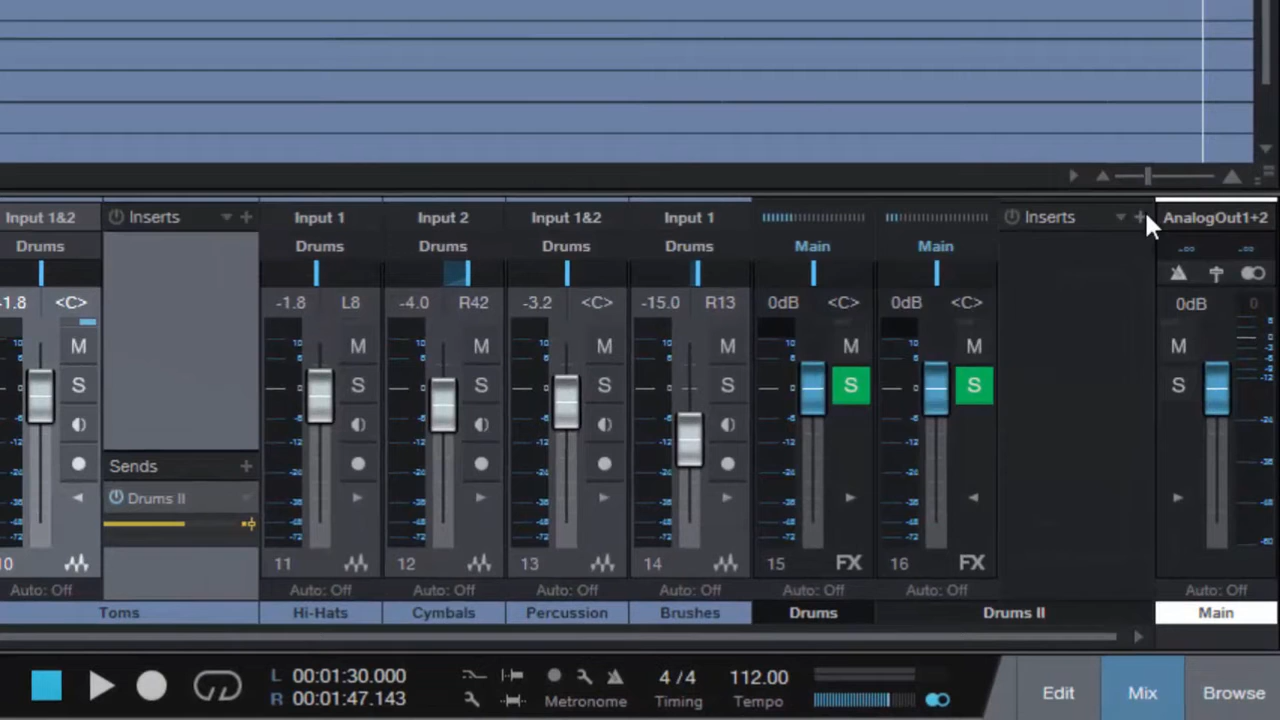 Input 1&2 Inserts Input 1 Input 2 Input 1&2 Input 1 Inserts AnalogOut1+2
Drums Drums Drums Drums Drums Main Main -∞ -∞
-1.8 <C> -1.8 L8 -4.0 R42 -3.2 <C> -15.0 R13 0dB <C> 0dB <C> 0dB 0
M M M M M M M M
S S S S S S S S
Sends
Drums II
10 11 12 13 14 15 FX 16 FX
Auto: Off Auto: Off Auto: Off Auto: Off Auto: Off Auto: Off Auto: Off Auto: Off
Toms Hi-Hats Cymbals Percussion Brushes Drums Drums II Main
L 00:01:30.000 4 / 4 112.00
R 00:01:47.143 Metronome Timing Tempo
Edit Mix Browse